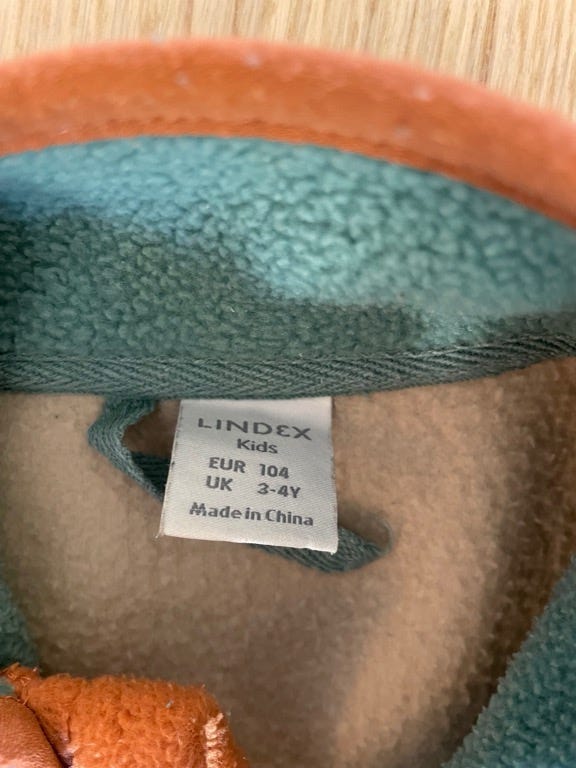 LINDEX
Kids
EUR 104
UK 3-4Y
Made in China